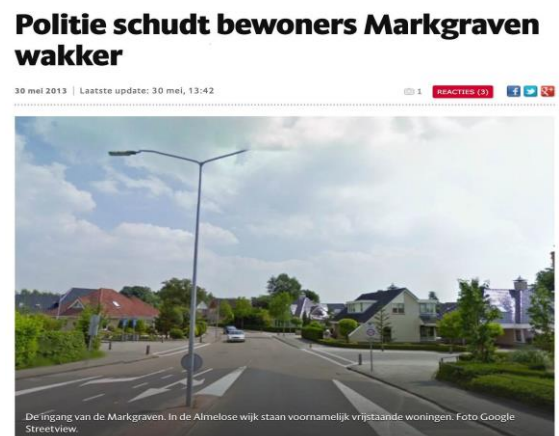 Politie schudt bewoners Markgraven
wakker
30 mei 2013 | Laatste update: 30 mei, 13:42
1 REACTIES (3)
De ingang van de Markgraven. In de Almelose wijk staan voornamelijk vrijstaande woningen. Foto Google
Streetview.